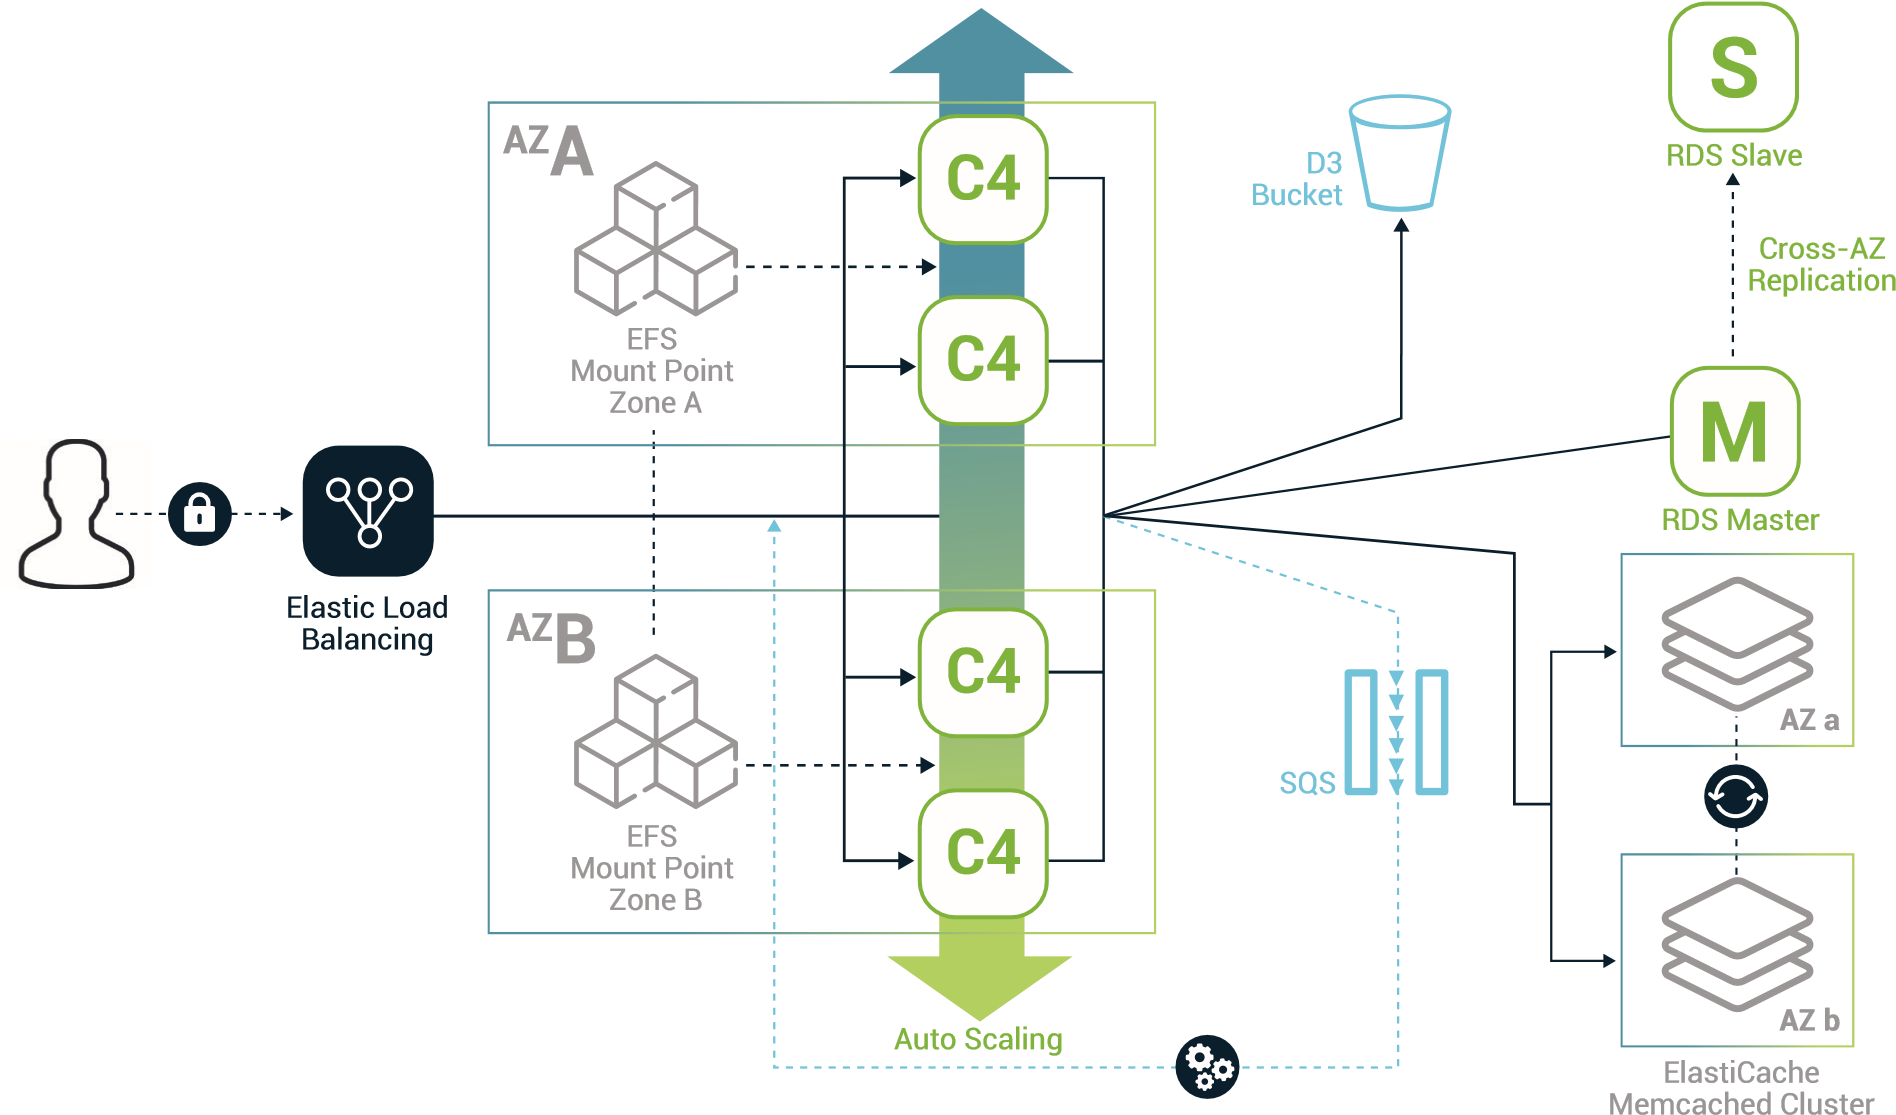 AZ A
C4
EFS
Mount Point
Zone A
C4
Elastic Load
Balancing
AZ B
C4
EFS
Mount Point
Zone B
C4
Auto Scaling
D3
Bucket
S
RDS Slave
Cross-AZ
Replication
M
RDS Master
SQS
AZ a
AZ b
ElastiCache
Memcached Cluster